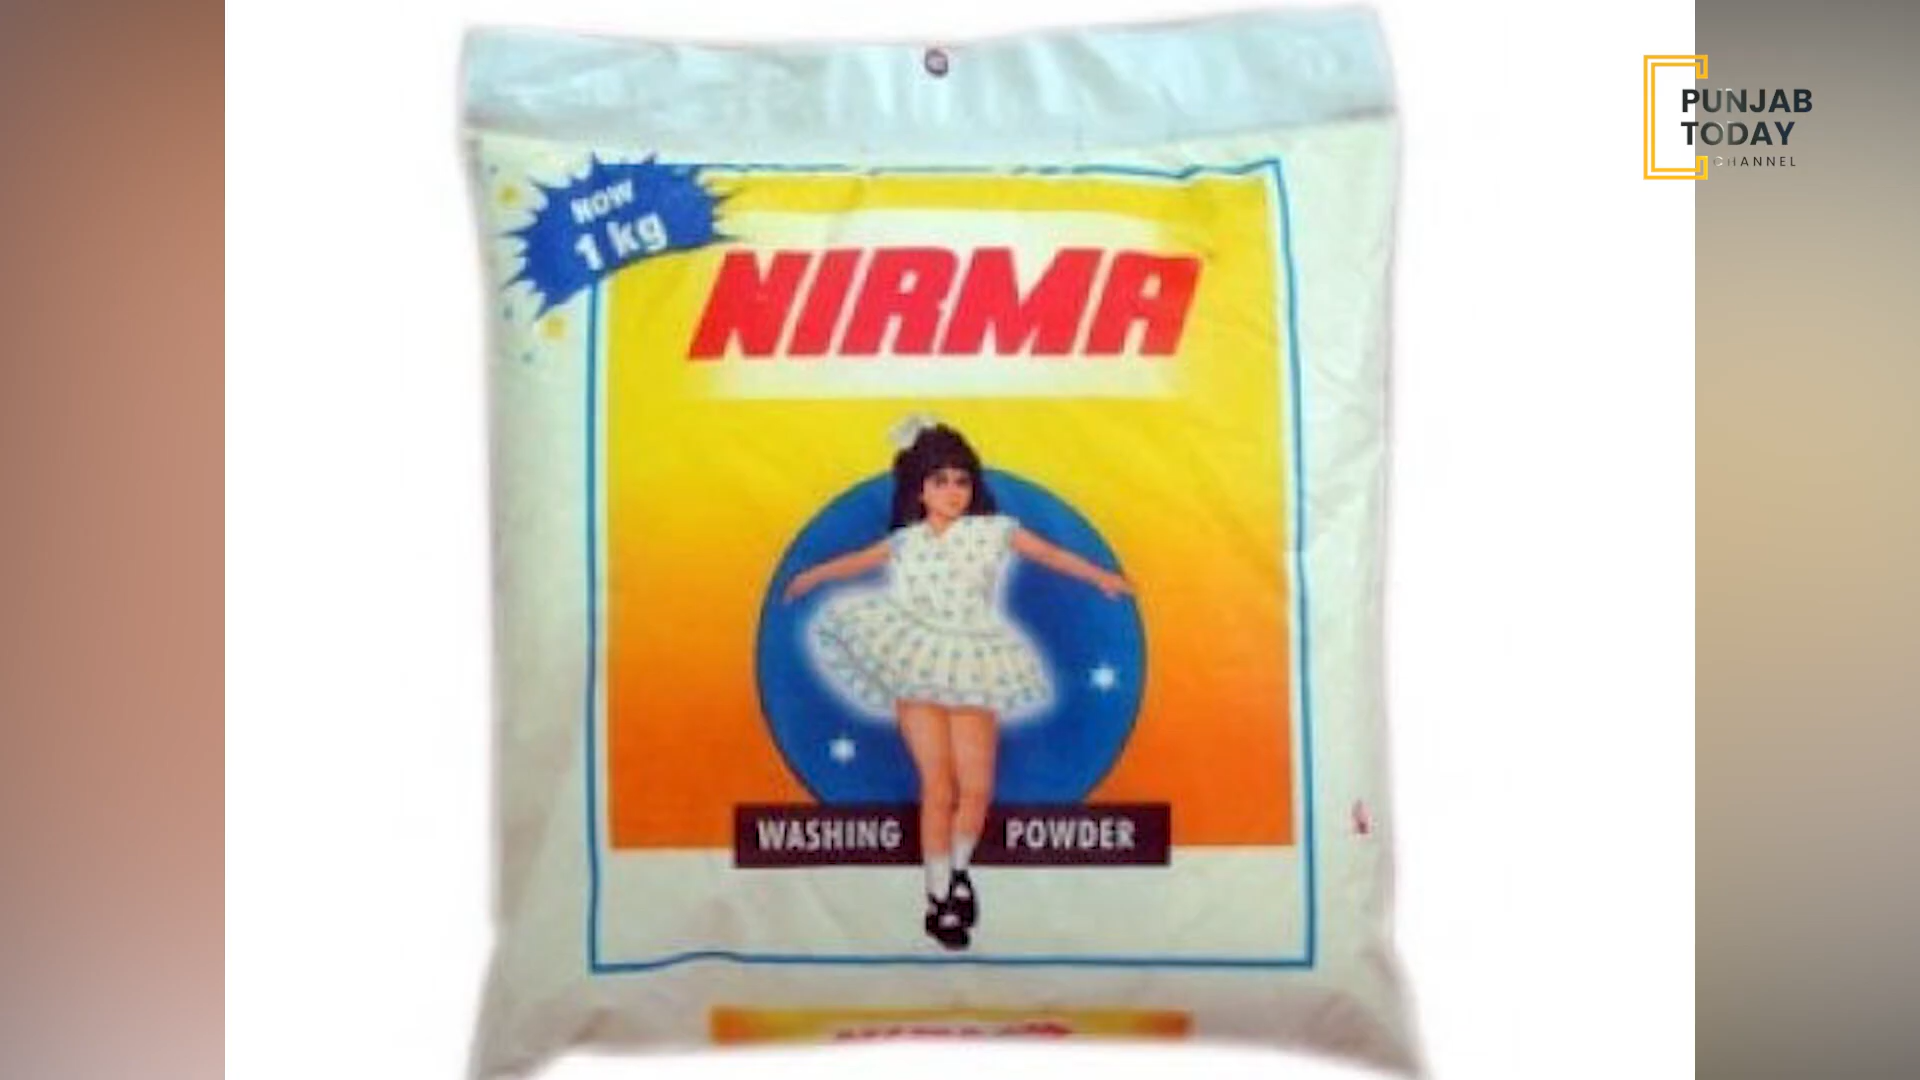 PUNJAB
TODAY
CHANNEL
NOW
1 kg
NIRMA
WASHING POWDER